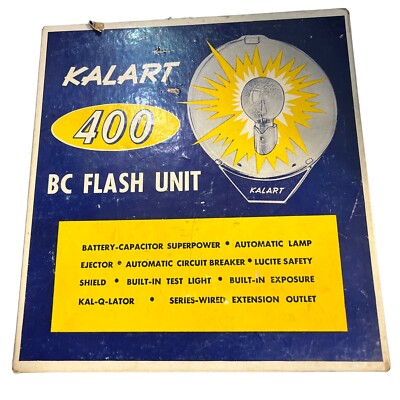 KALART
400
BC FLASH UNIT
KALART
BATTERY-CAPACITOR SUPERPOWER • AUTOMATIC LAMP
EJECTOR • AUTOMATIC CIRCUIT BREAKER • LUCITE SAFETY
SHIELD • BUILT-IN TEST LIGHT • BUILT-IN EXPOSURE
KAL-Q-LATOR • SERIES-WIRED EXTENSION OUTLET